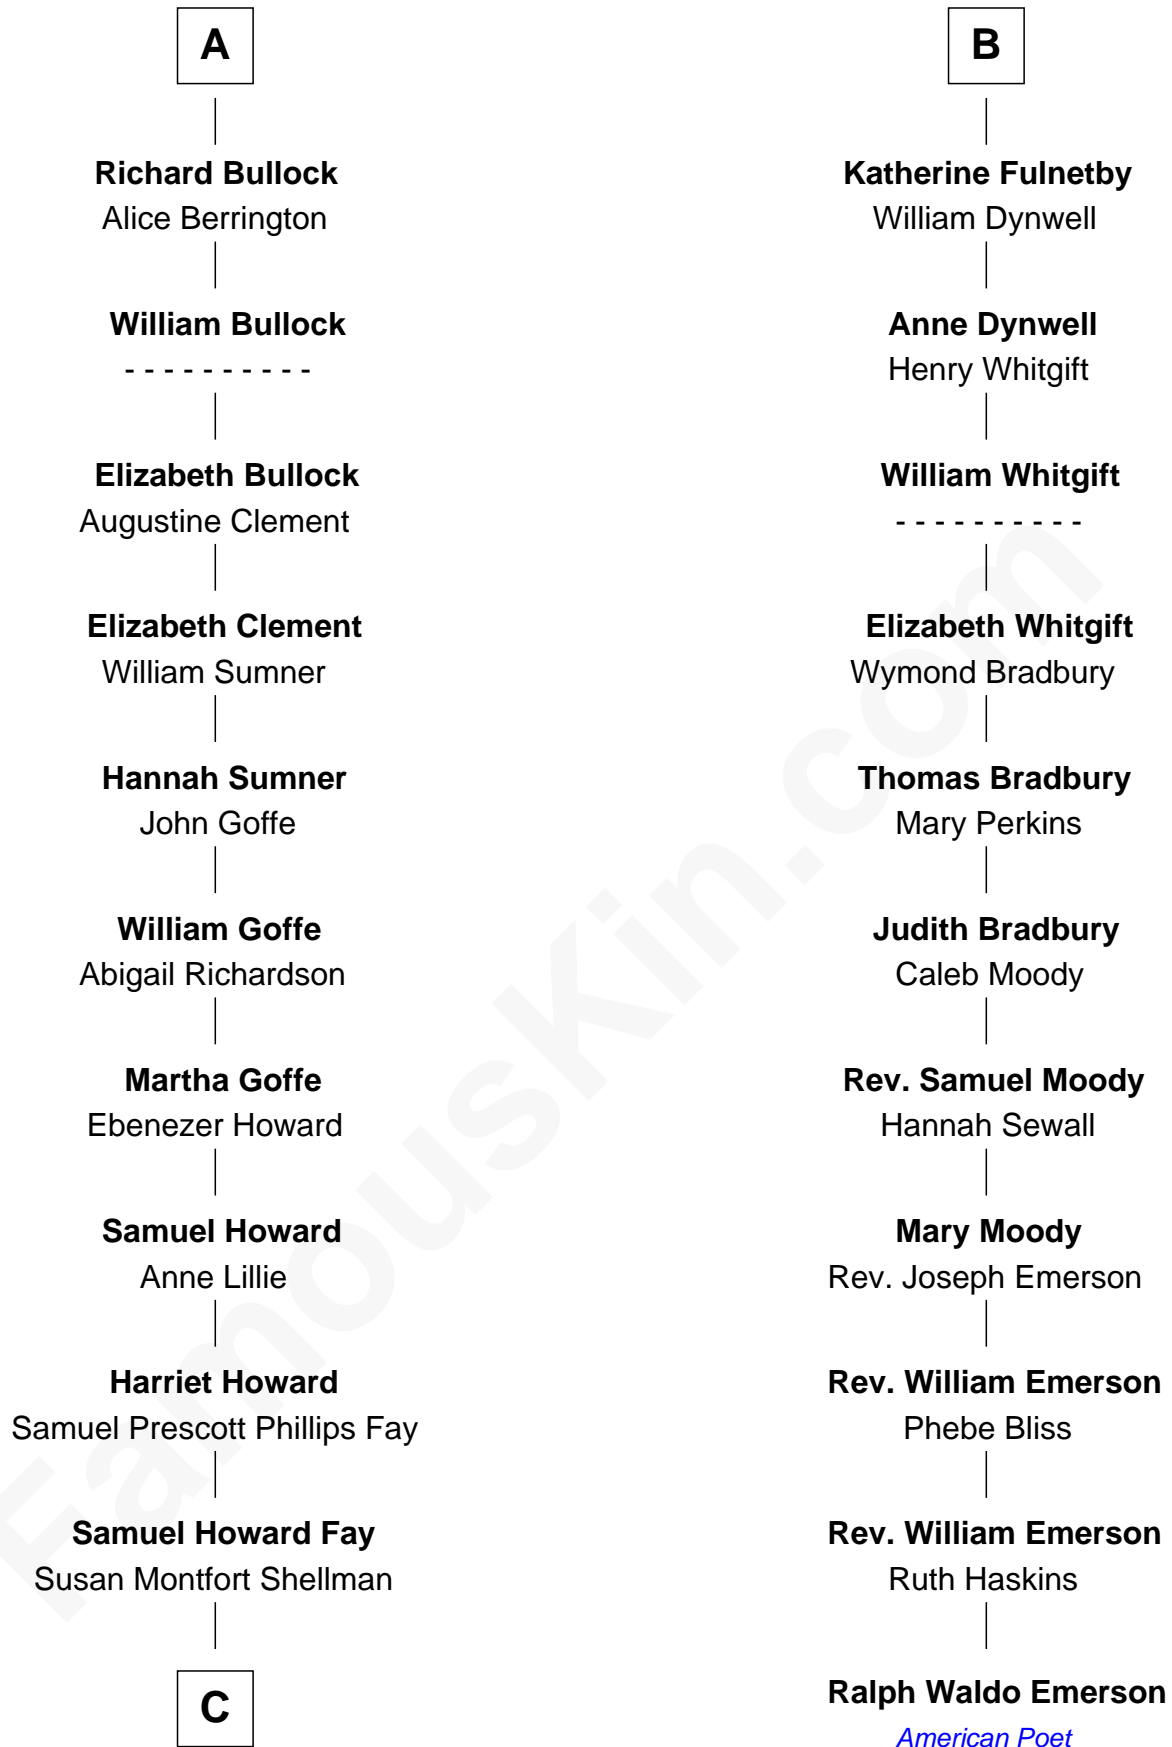 A
Richard Bullock
Alice Berrington
William Bullock
- - - - - - - - - -
Elizabeth Bullock
Augustine Clement
Elizabeth Clement
William Sumner
Hannah Sumner
John Goffe
William Goffe
Abigail Richardson
Martha Goffe
Ebenezer Howard
Samuel Howard
Anne Lillie
Harriet Howard
Samuel Prescott Phillips Fay
Samuel Howard Fay
Susan Montfort Shellman
C
B
Katherine Fulnetby
William Dynwell
Anne Dynwell
Henry Whitgift
William Whitgift
- - - - - - - - - -
Elizabeth Whitgift
Wymond Bradbury
Thomas Bradbury
Mary Perkins
Judith Bradbury
Caleb Moody
Rev. Samuel Moody
Hannah Sewall
Mary Moody
Rev. Joseph Emerson
Rev. William Emerson
Phebe Bliss
Rev. William Emerson
Ruth Haskins
Ralph Waldo Emerson
American Poet
FamousKin.com